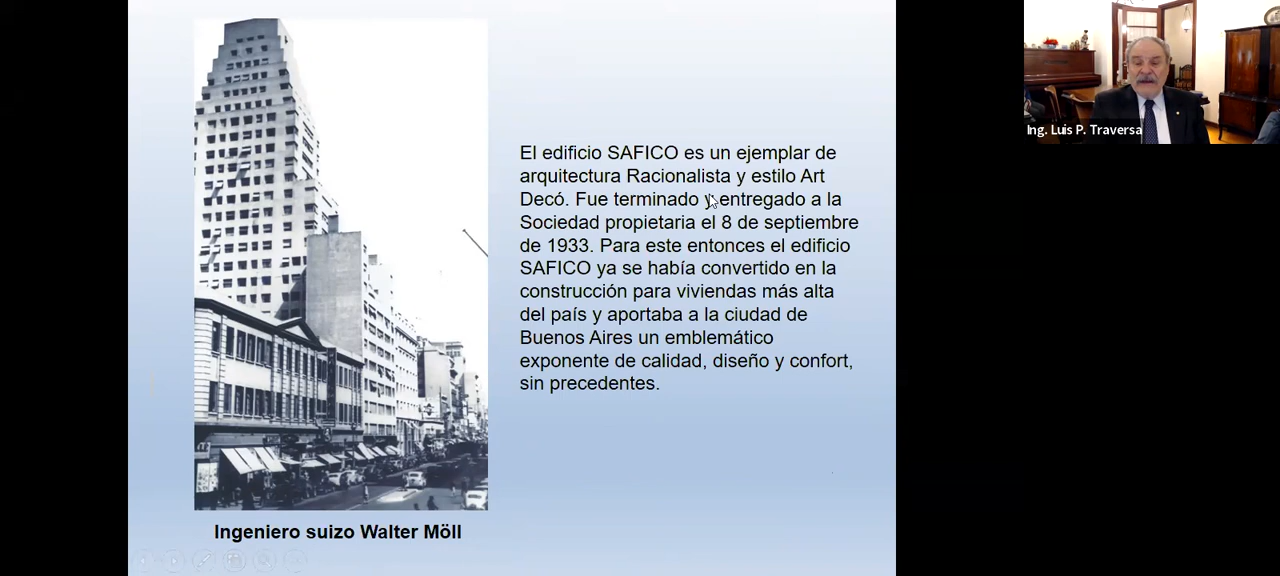 El edificio SAFICO es un ejemplar de
arquitectura Racionalista y estilo Art
Decó. Fue terminado y entregado a la
Sociedad propietaria el 8 de septiembre
de 1933. Para este entonces el edificio
SAFICO ya se había convertido en la
construcción para viviendas más alta
del país y aportaba a la ciudad de
Buenos Aires un emblemático
exponente de calidad, diseño y confort,
sin precedentes.
Ingeniero suizo Walter Möll
Ing. Luis P. Traversa